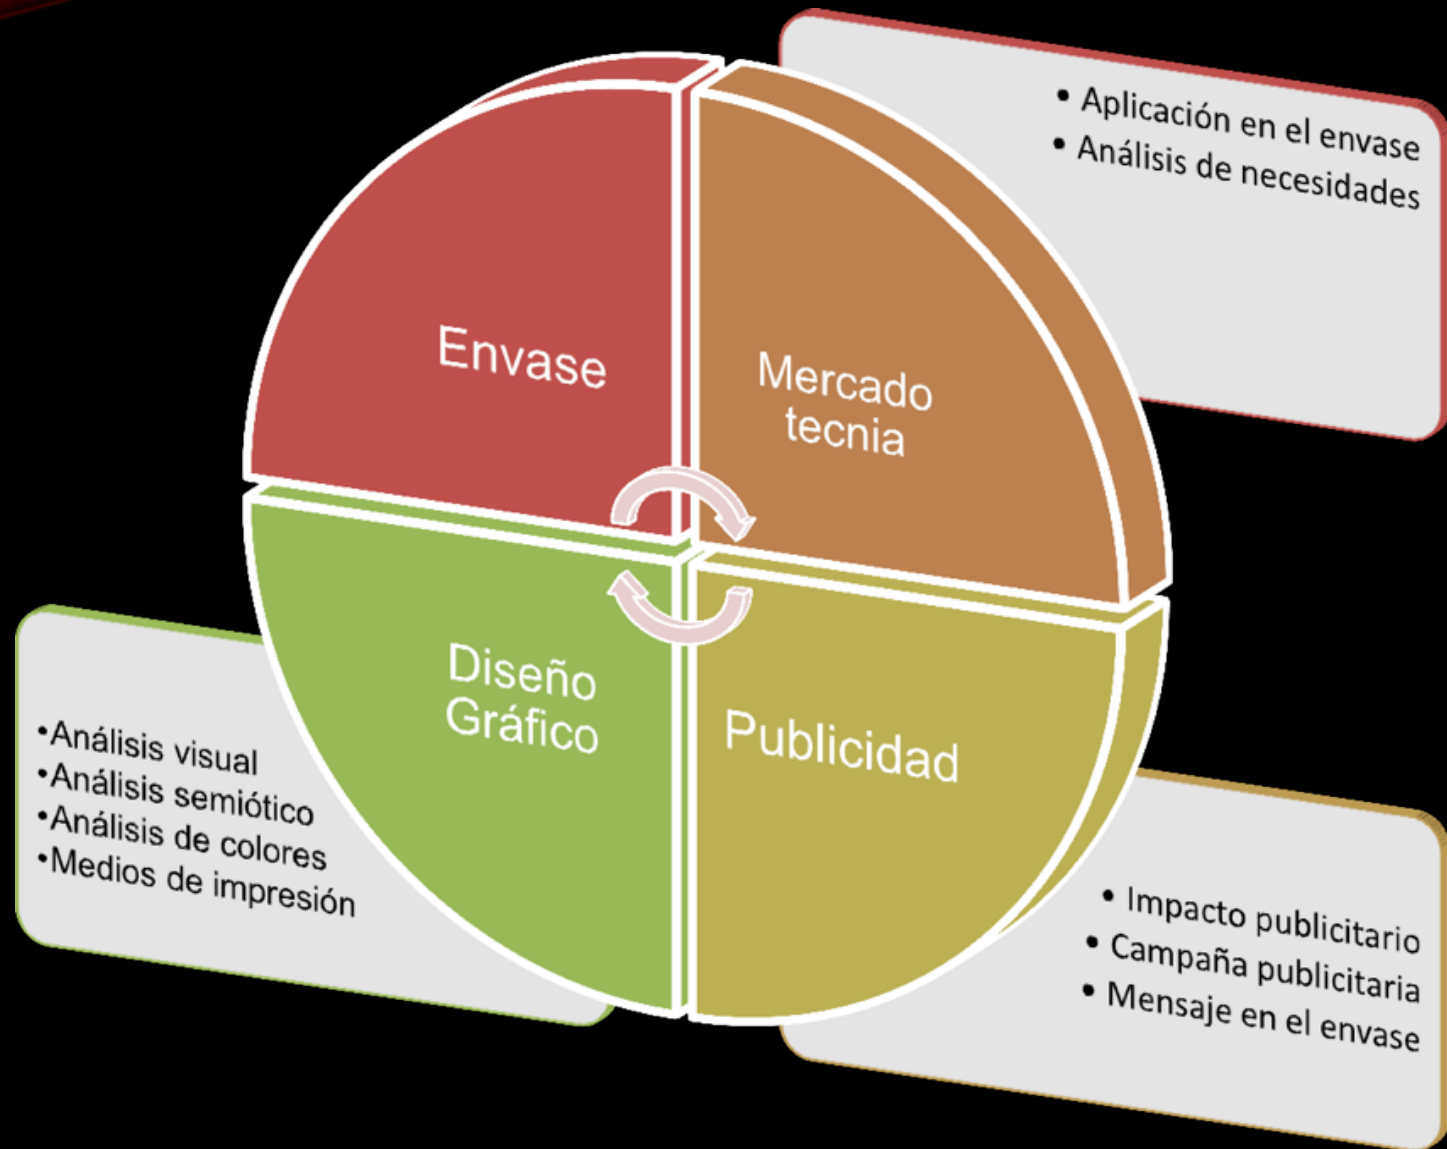 Envase
Mercado
tecnia
• Aplicación en el envase
• Análisis de necesidades
Diseño
Gráfico
•Análisis visual
•Análisis semiótico
•Análisis de colores
•Medios de impresión
Publicidad
• Impacto publicitario
• Campaña publicitaria
• Mensaje en el envase